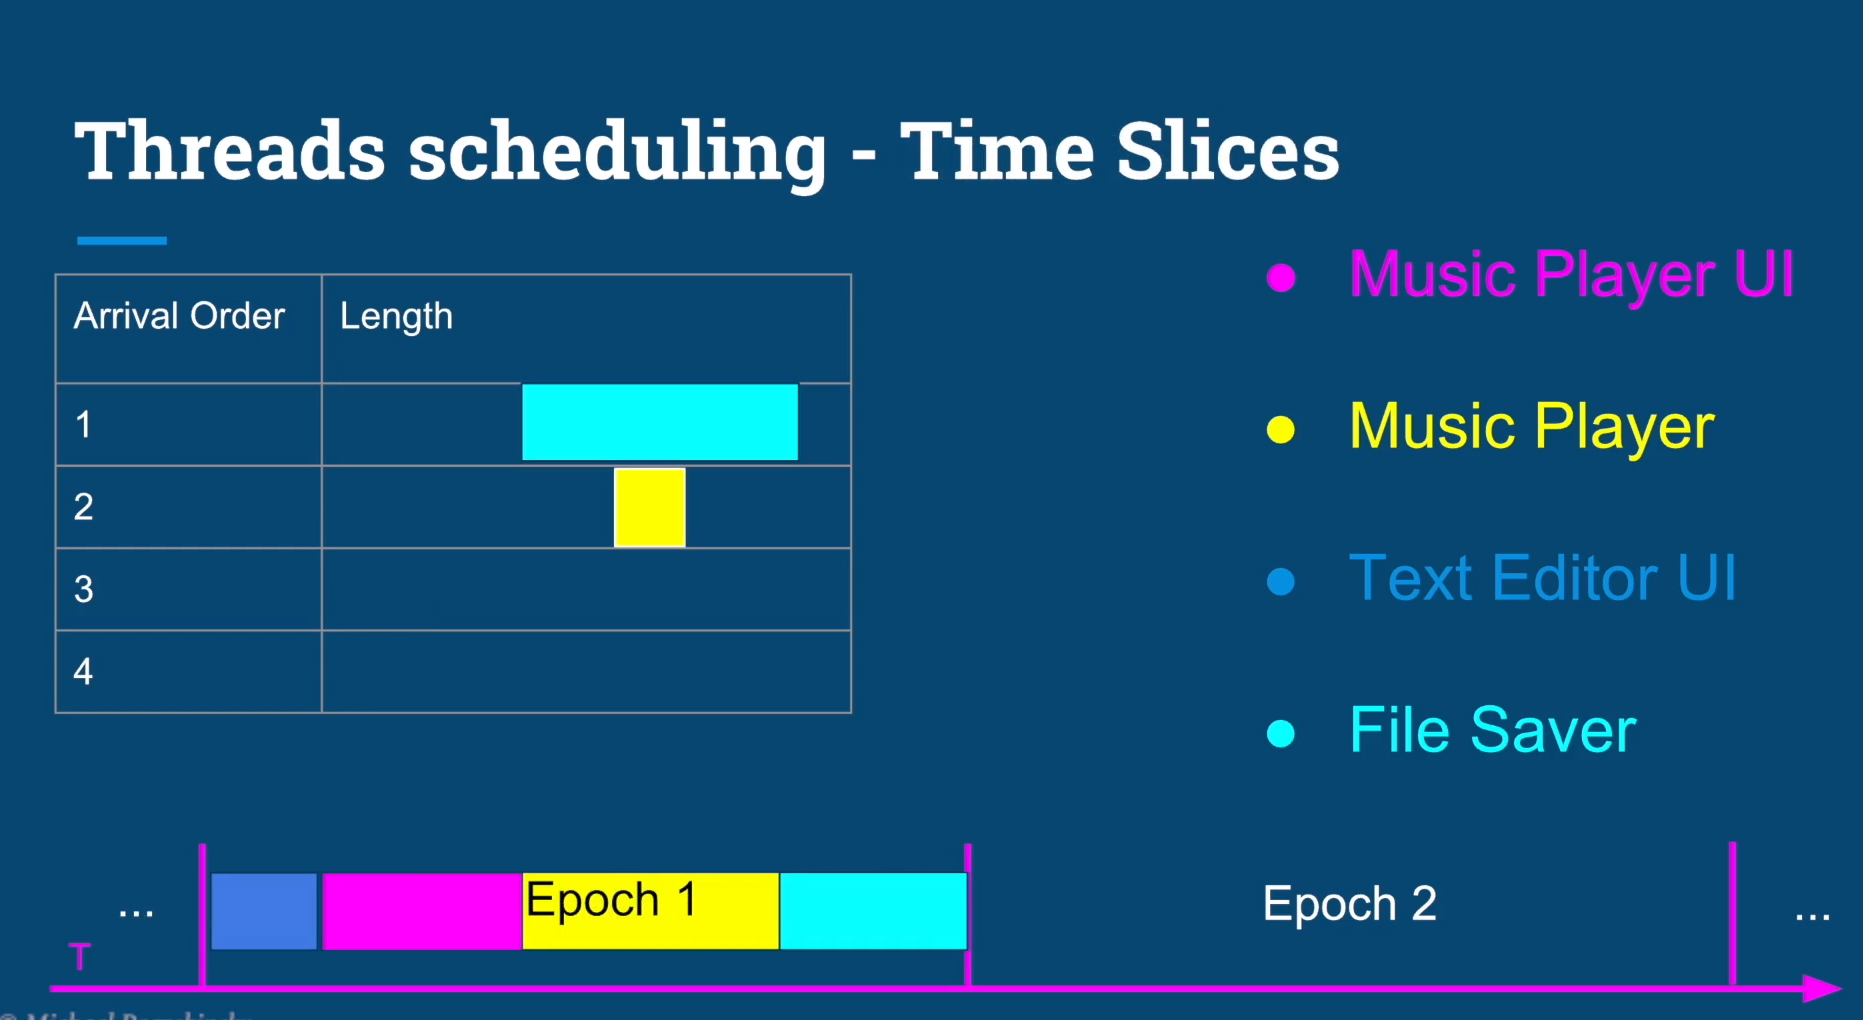 Threads scheduling - Time Slices
Arrival Order
Length
1
2
3
4
Music Player UI
Music Player
Text Editor UI
File Saver
...
Epoch 1
Epoch 2
...
T